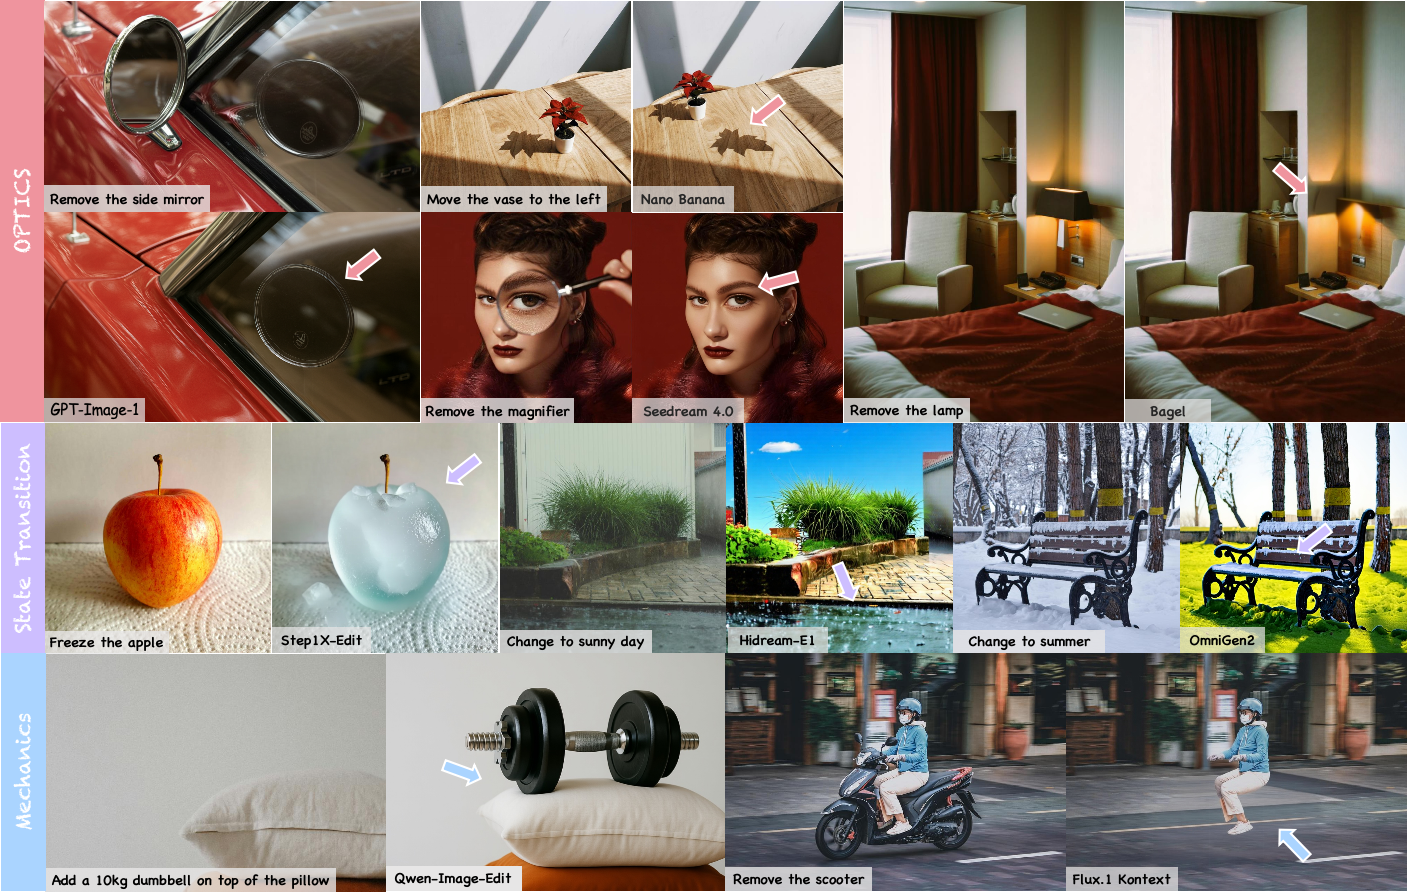 OPTICS
Remove the side mirror
Move the vase to the left
Nano Banana
GPT-Image-1
Remove the magnifier
Seedream 4.0
Remove the lamp
Bagel
State Transition
Freeze the apple
Step1X-Edit
Change to sunny day
Hidream-E1
Change to summer
OmniGen2
Mechanics
Add a 10kg dumbbell on top of the pillow
Qwen-Image-Edit
Remove the scooter
Flux.1 Kontext